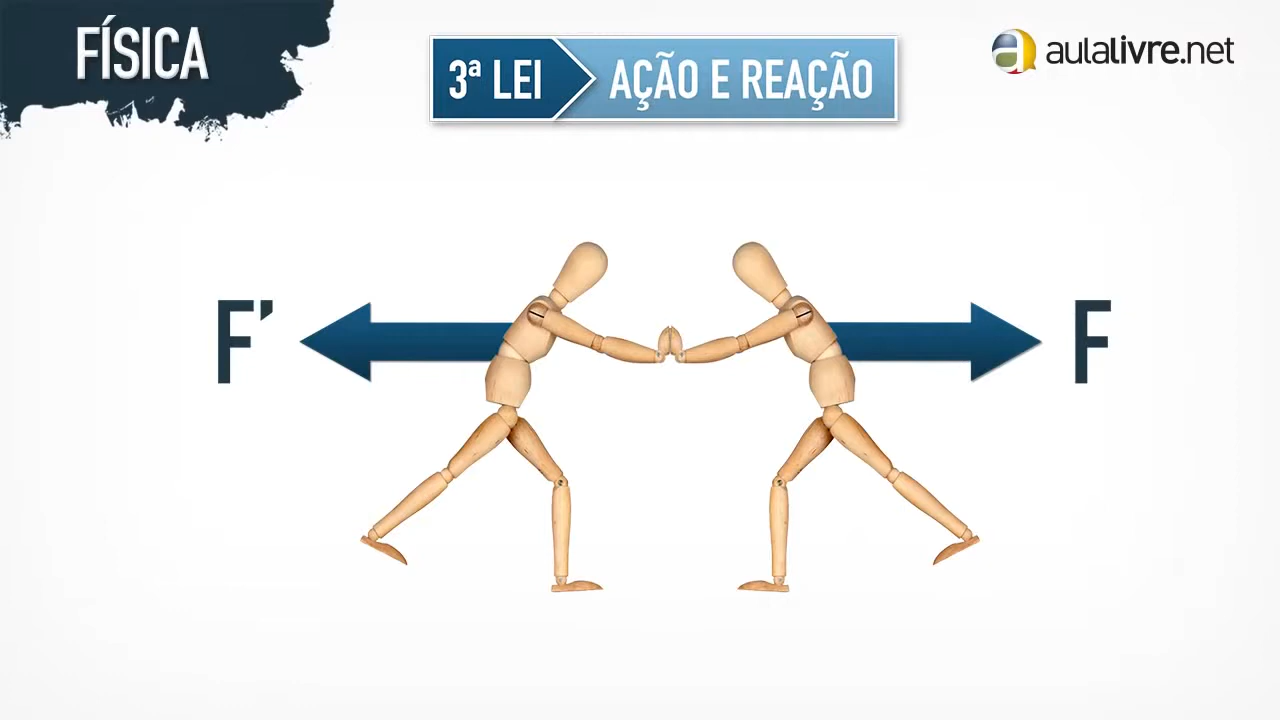 FÍSICA
3ª LEI AÇÃO E REAÇÃO
aulalivre.net
F’
F